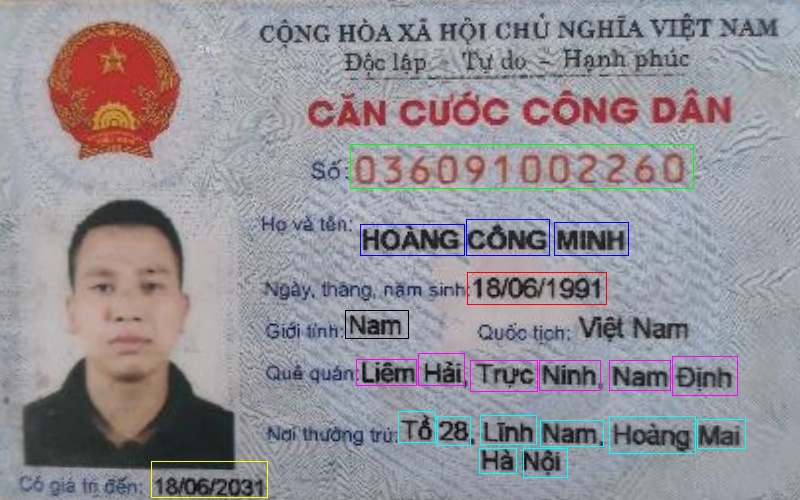 CỘNG HÒA XÃ HỘI CHỦ NGHĨA VIỆT NAM
Độc lập - Tự do - Hạnh phúc
CĂN CƯỚC CÔNG DÂN
Số: 036091002260
Họ và tên: HOÀNG CÔNG MINH
Ngày, tháng, năm sinh: 18/06/1991
Giới tính: Nam Quốc tịch: Việt Nam
Quê quán: Liêm Hải, Trực Ninh, Nam Định
Nơi thường trú: Tổ 28, Lĩnh Nam, Hoàng Mai
Hà Nội
Có giá trị đến: 18/06/2031